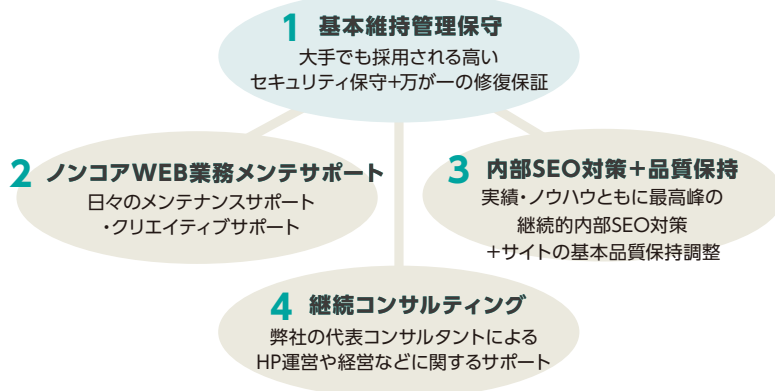 1 基本維持管理保守
大手でも採用される高い
セキュリティ保守+万が一の修復保証
2 ノンコアWEB業務メンテサポート
日々のメンテナンスサポート
・クリエイティブサポート
3 内部SEO対策+品質保持
実績・ノウハウともに最高峰の
継続的内部SEO対策
+サイトの基本品質保持調整
4 継続コンサルティング
弊社の代表コンサルタントによる
HP運営や経営などに関するサポート